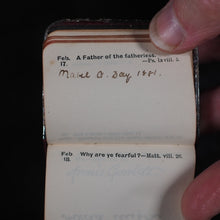 Feb. A Father of the fatherless.
17. —Ps. lxviii. 5.
Mabel G. Day 1881.
Feb. Why are ye fearful?—Matt. viii. 26.
18.